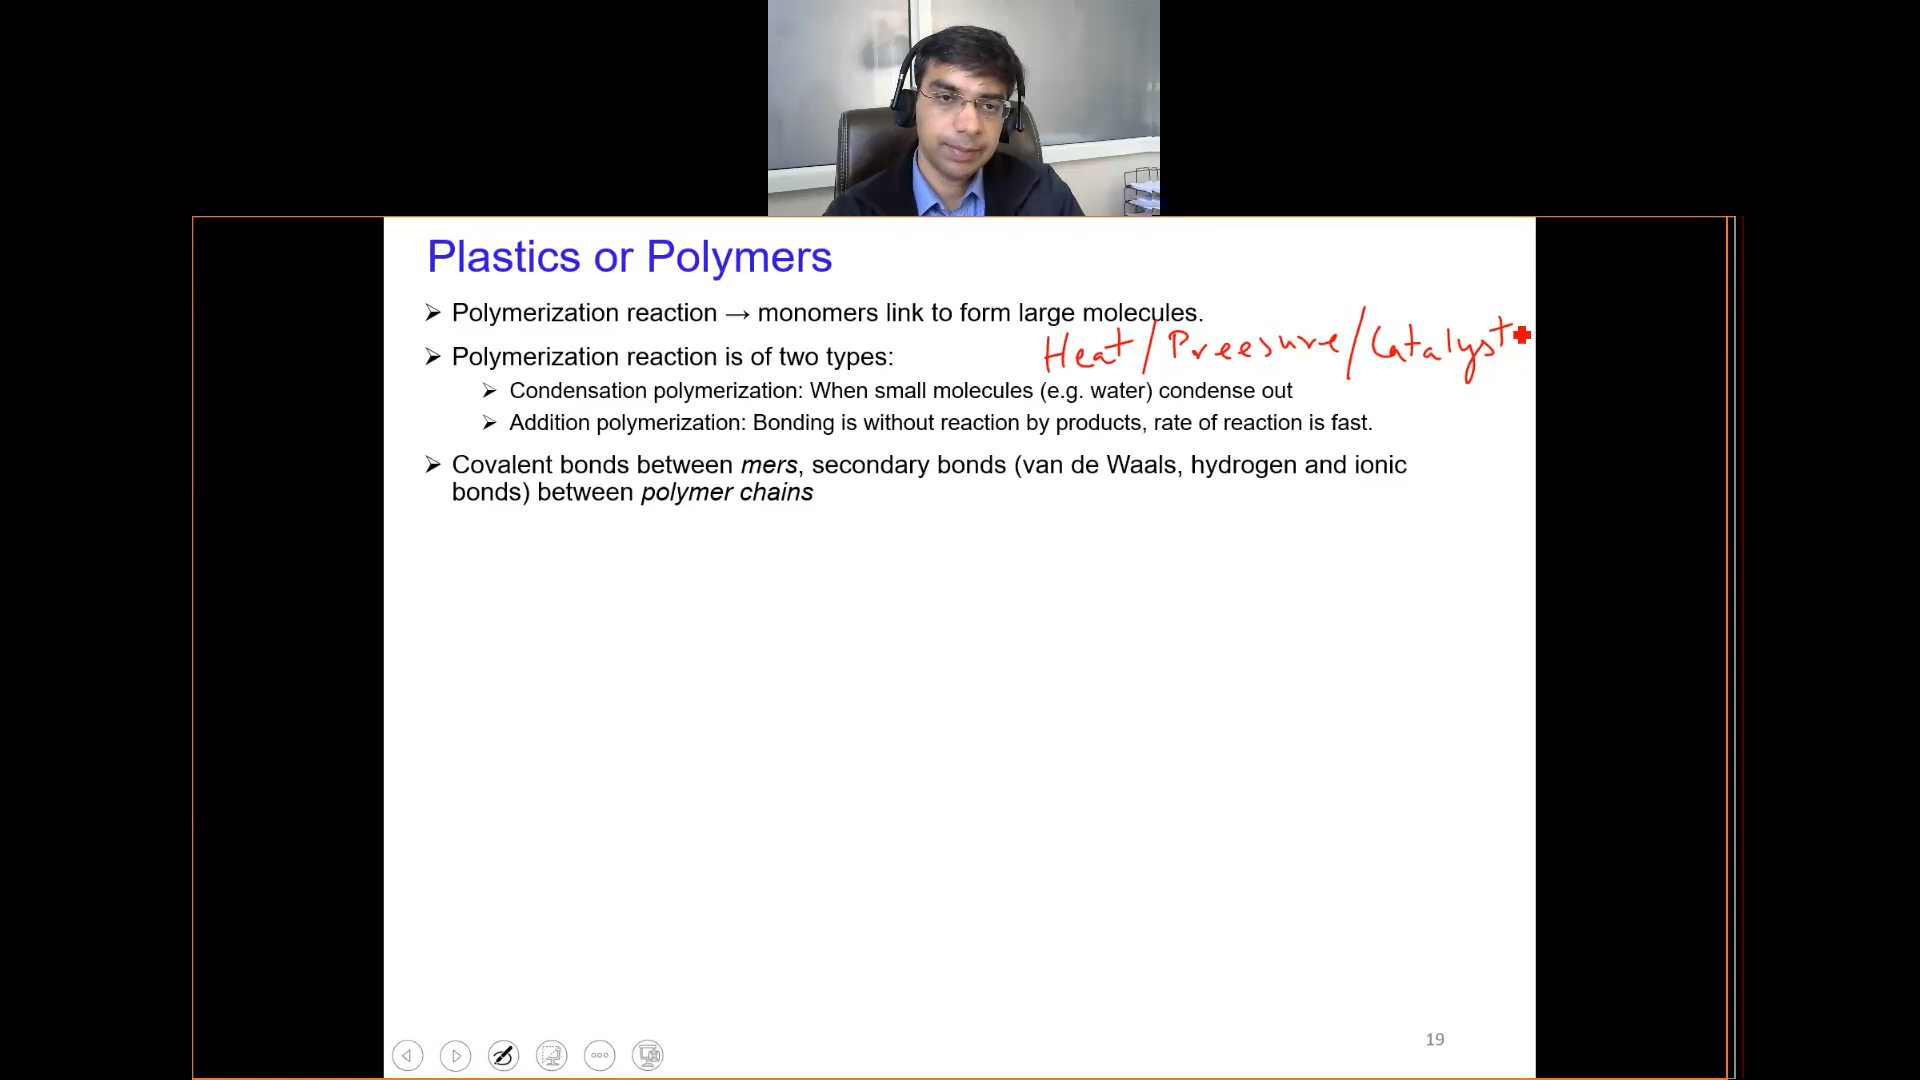 Plastics or Polymers
➢ Polymerization reaction → monomers link to form large molecules.
Heat/Preesure/Catalyst
➢ Polymerization reaction is of two types:
➢ Condensation polymerization: When small molecules (e.g. water) condense out
➢ Addition polymerization: Bonding is without reaction by products, rate of reaction is fast.
➢ Covalent bonds between mers, secondary bonds (van de Waals, hydrogen and ionic
bonds) between polymer chains
19